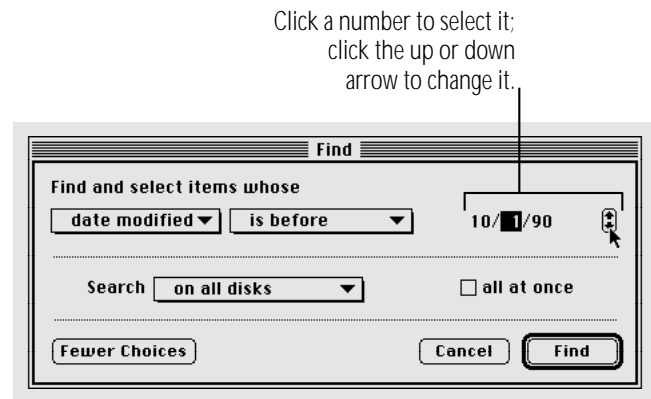 Click a number to select it;
click the up or down
arrow to change it.
Find
Find and select items whose
date modified is before 10/ 1/90
Search on all disks all at once
Fewer Choices Cancel Find